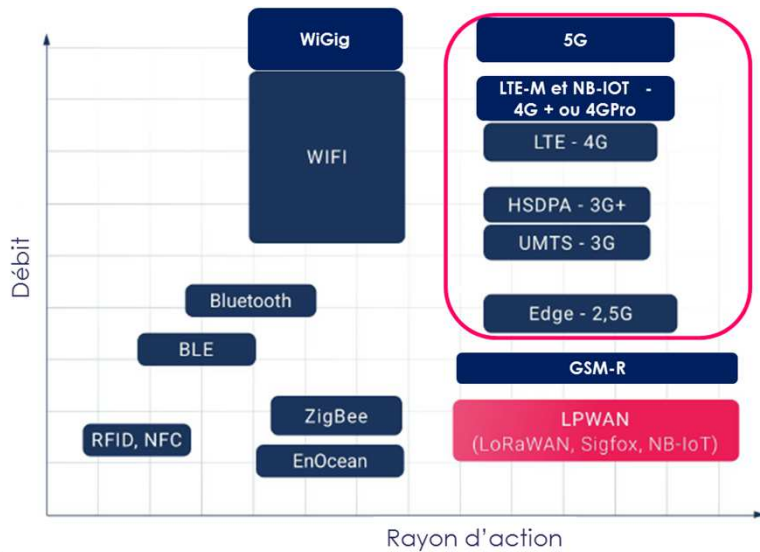 WiGig
5G
LTE-M et NB-IOT -
4G + ou 4GPro
WIFI
LTE - 4G
HSDPA - 3G+
UMTS - 3G
Débit
Bluetooth
Edge - 2,5G
BLE
GSM-R
ZigBee
LPWAN
(LoRaWAN, Sigfox, NB-IoT)
RFID, NFC
EnOcean
Rayon d'action